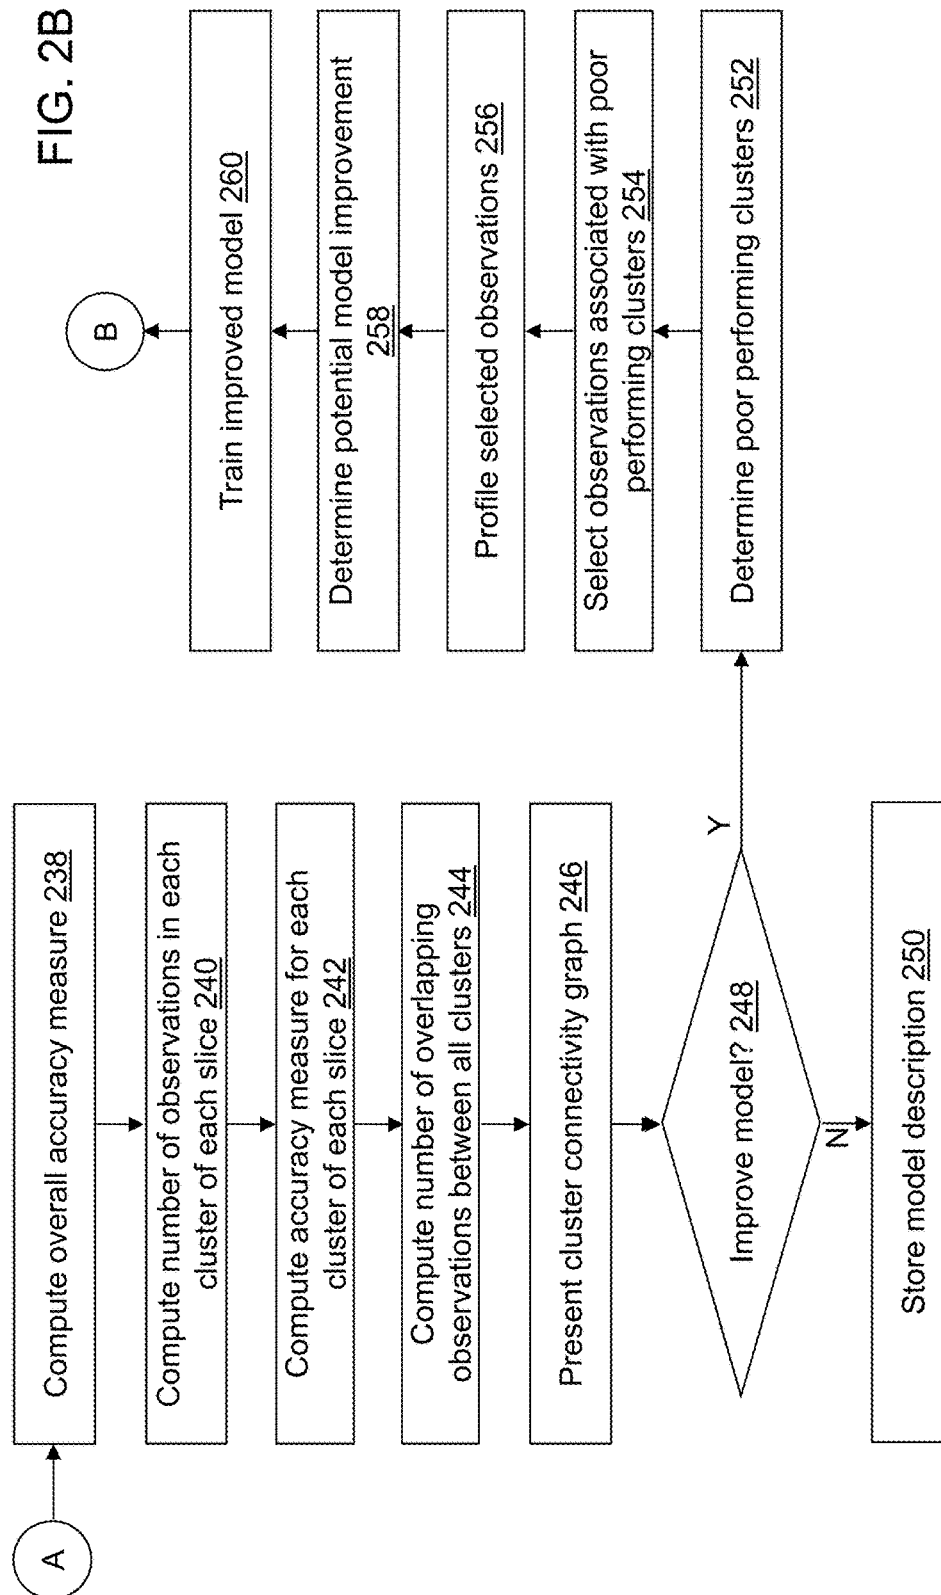 FIG. 2B
A
Compute overall accuracy measure 238
Compute number of observations in each
cluster of each slice 240
Compute accuracy measure for each
cluster of each slice 242
Compute number of overlapping
observations between all clusters 244
Present cluster connectivity graph 246
Improve model? 248
Y
N
Store model description 250
B
Train improved model 260
Determine potential model improvement
258
Profile selected observations 256
Select observations associated with poor
performing clusters 254
Determine poor performing clusters 252